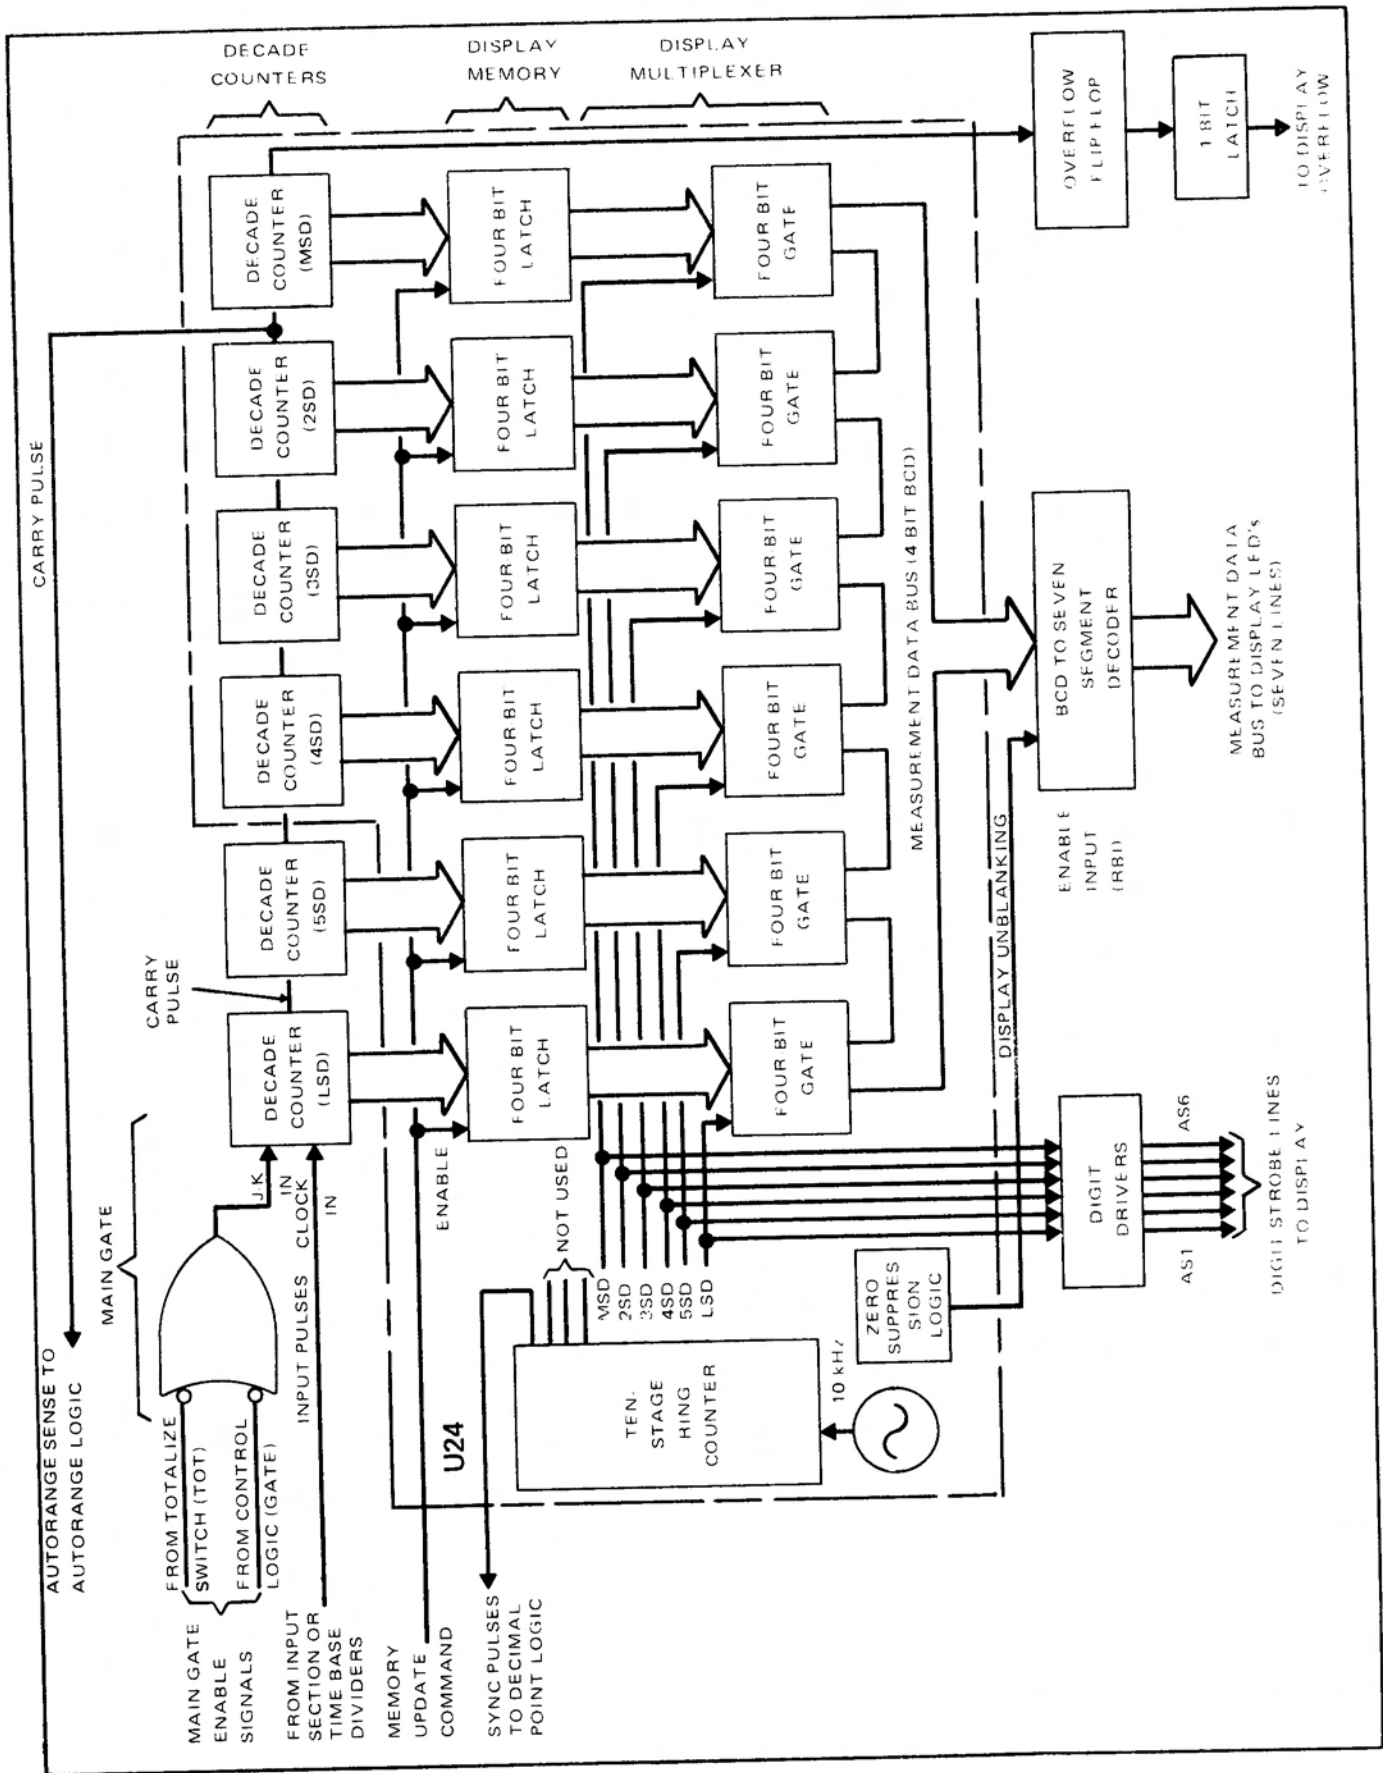 AUTORANGE SENSE TO
AUTORANGE LOGIC
CARRY PULSE
MAIN GATE
FROM TOTALIZE
SWITCH (TOT)
FROM CONTROL
LOGIC (GATE)
MAIN GATE
ENABLE
SIGNALS
J-K
IN
CLOCK
IN
INPUT PULSES
FROM INPUT
SECTION OR
TIME BASE
DIVIDERS
CARRY
PULSE
DECADE
COUNTERS
DECADE
COUNTER
(LSD)
DECADE
COUNTER
(5SD)
DECADE
COUNTER
(4SD)
DECADE
COUNTER
(3SD)
DECADE
COUNTER
(2SD)
DECADE
COUNTER
(MSD)
MEMORY
UPDATE
COMMAND
ENABLE
DISPLAY
MEMORY
FOUR BIT
LATCH
FOUR BIT
LATCH
FOUR BIT
LATCH
FOUR BIT
LATCH
FOUR BIT
LATCH
FOUR BIT
LATCH
U24
SYNC PULSES
TO DECIMAL
POINT LOGIC
NOT USED
MSD
2SD
3SD
4SD
5SD
LSD
TEN-
STAGE
RING
COUNTER
10 kHz
DISPLAY
MULTIPLEXER
FOUR BIT
GATE
FOUR BIT
GATE
FOUR BIT
GATE
FOUR BIT
GATE
FOUR BIT
GATE
FOUR BIT
GATE
ZERO
SUPPRES
SION
LOGIC
MEASUREMENT DATA BUS (4 BIT BCD)
DISPLAY UNBLANKING
DIGIT
DRIVERS
AS1
AS6
DIGIT STROBE LINES
TO DISPLAY
ENABLE
INPUT
(RBI)
BCD TO SEVEN
SEGMENT
DECODER
MEASUREMENT DATA
BUS TO DISPLAY LED's
(SEVEN LINES)
OVERFLOW
FLIP FLOP
1 BIT
LATCH
TO DISPLAY
OVERFLOW